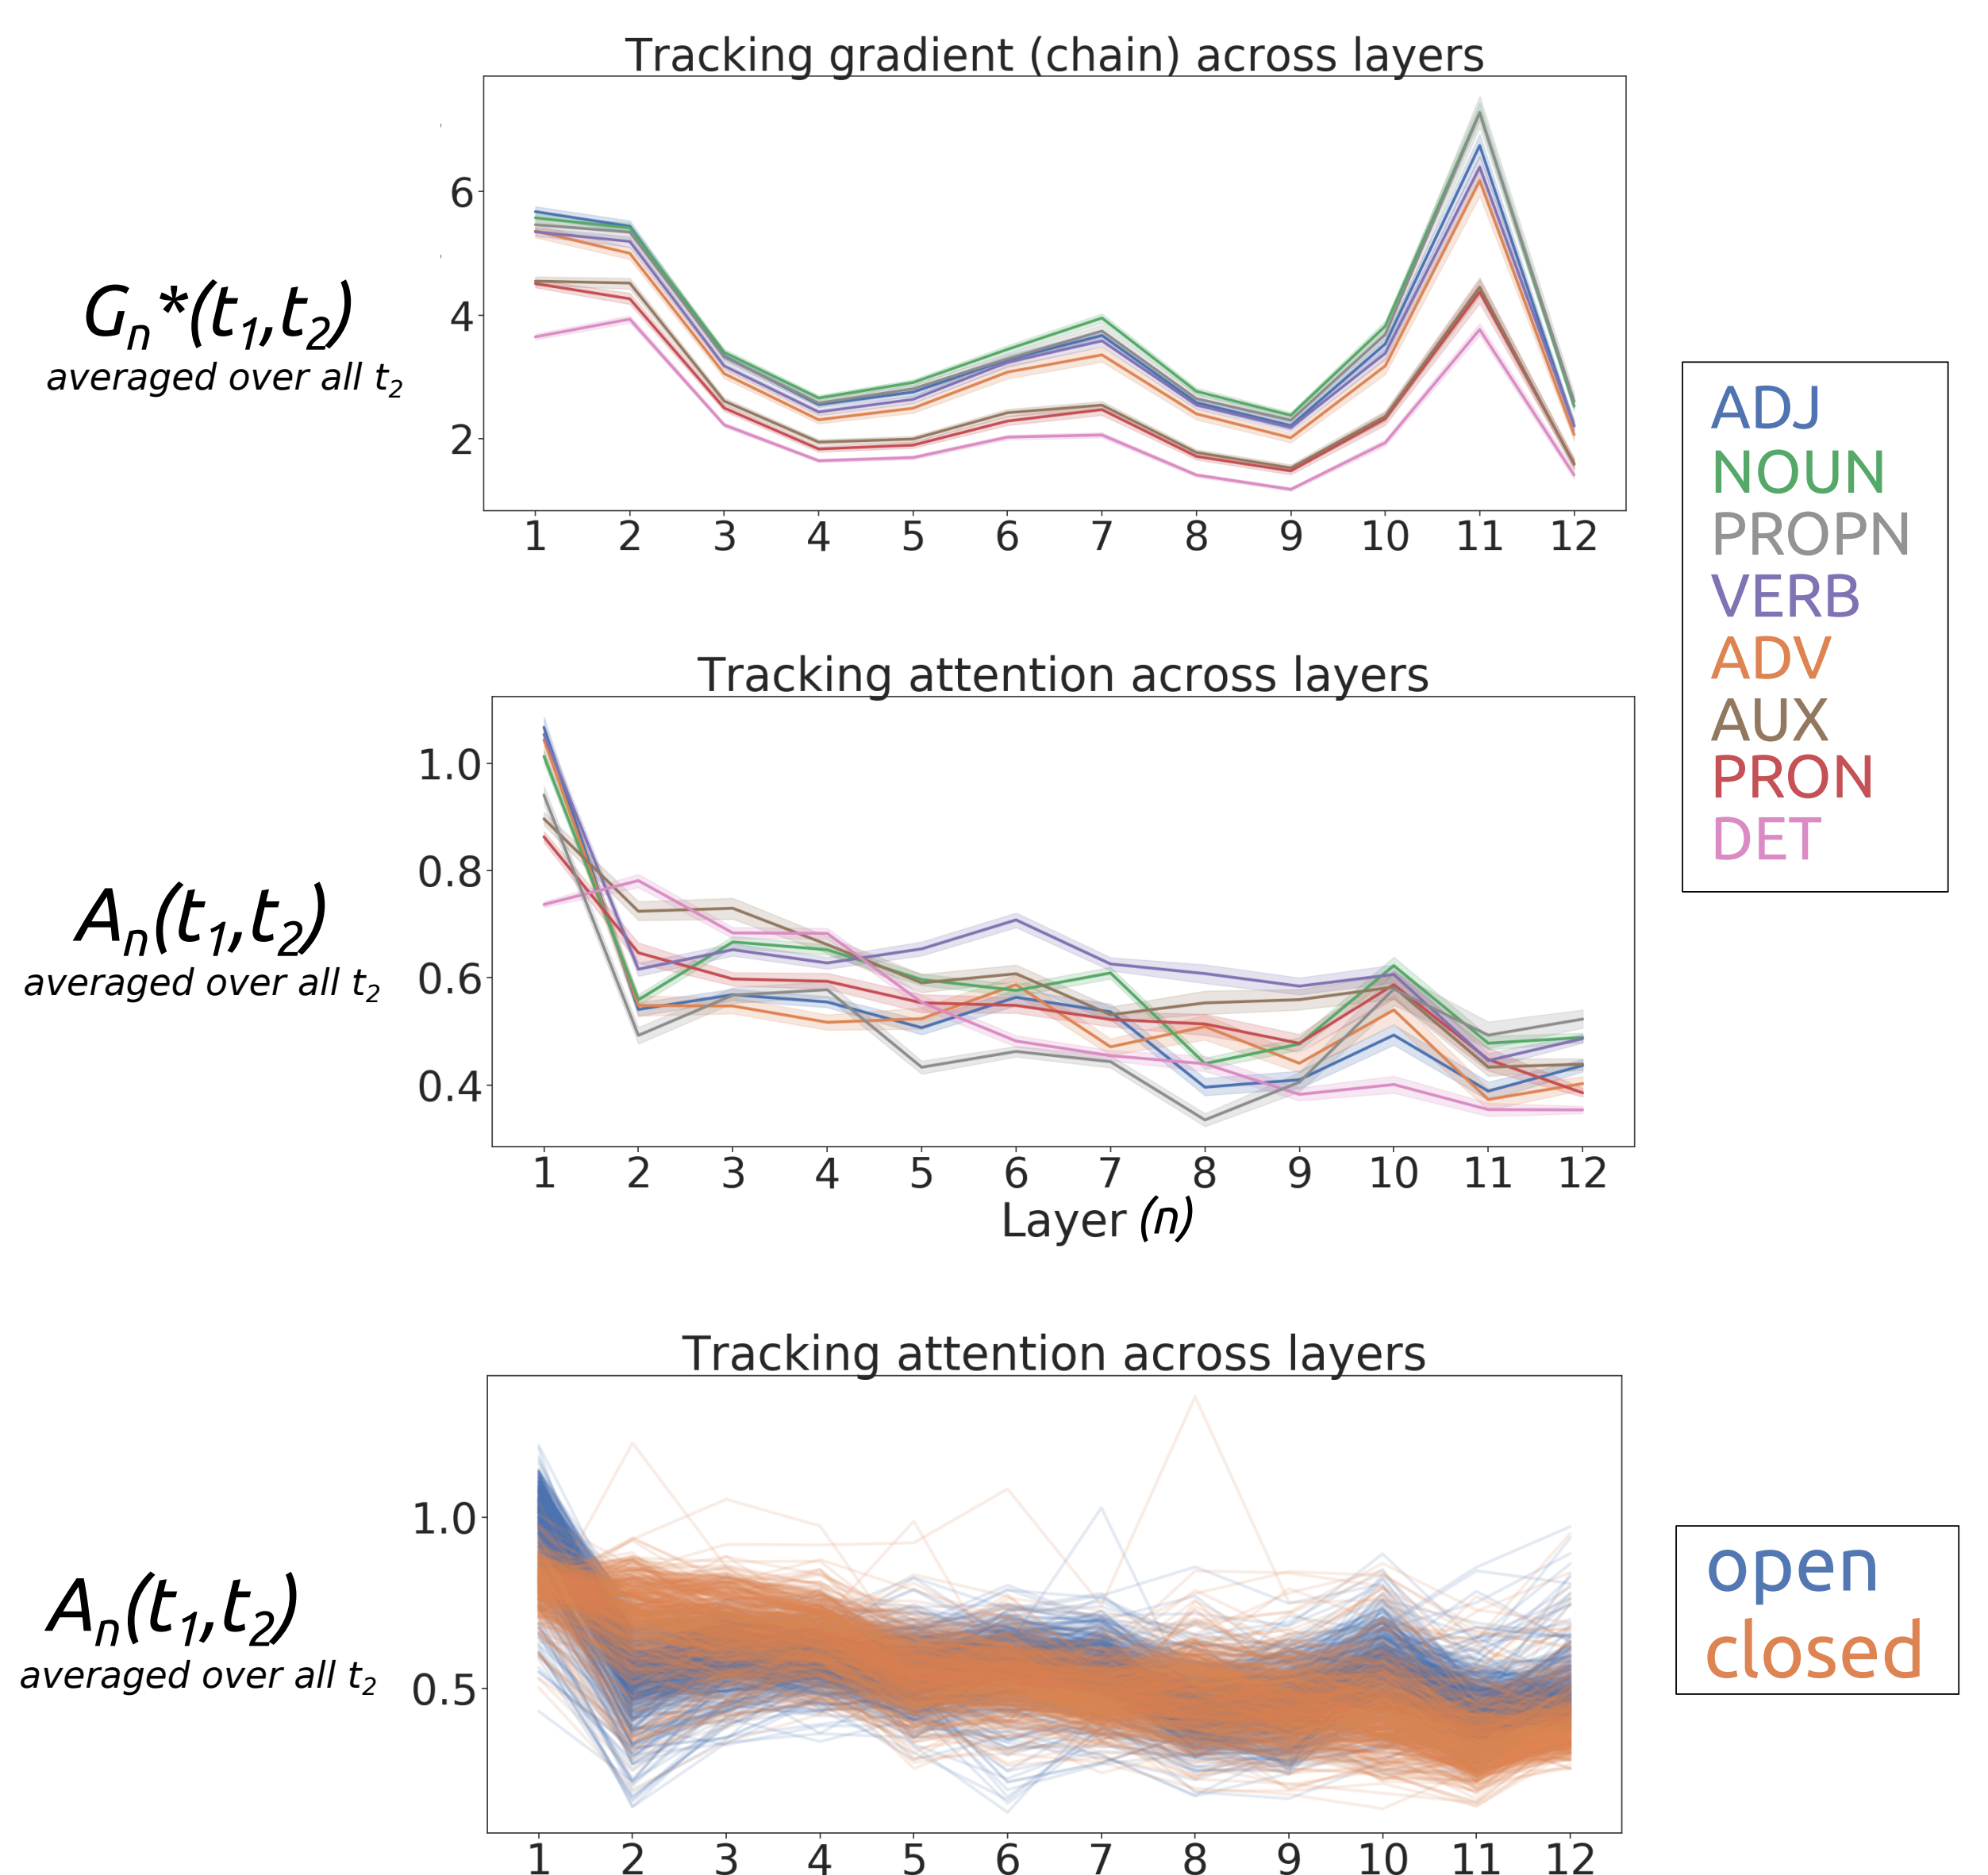 Tracking gradient (chain) across layers
6
4
2
Gn*(t1,t2)
averaged over all t2
1 2 3 4 5 6 7 8 9 10 11 12
ADJ
NOUN
PROPN
VERB
ADV
AUX
PRON
DET
Tracking attention across layers
1.0
0.8
0.6
0.4
An(t1,t2)
averaged over all t2
1 2 3 4 5 6 7 8 9 10 11 12
Layer (n)
Tracking attention across layers
1.0
0.5
An(t1,t2)
averaged over all t2
open
closed
1 2 3 4 5 6 7 8 9 10 11 12